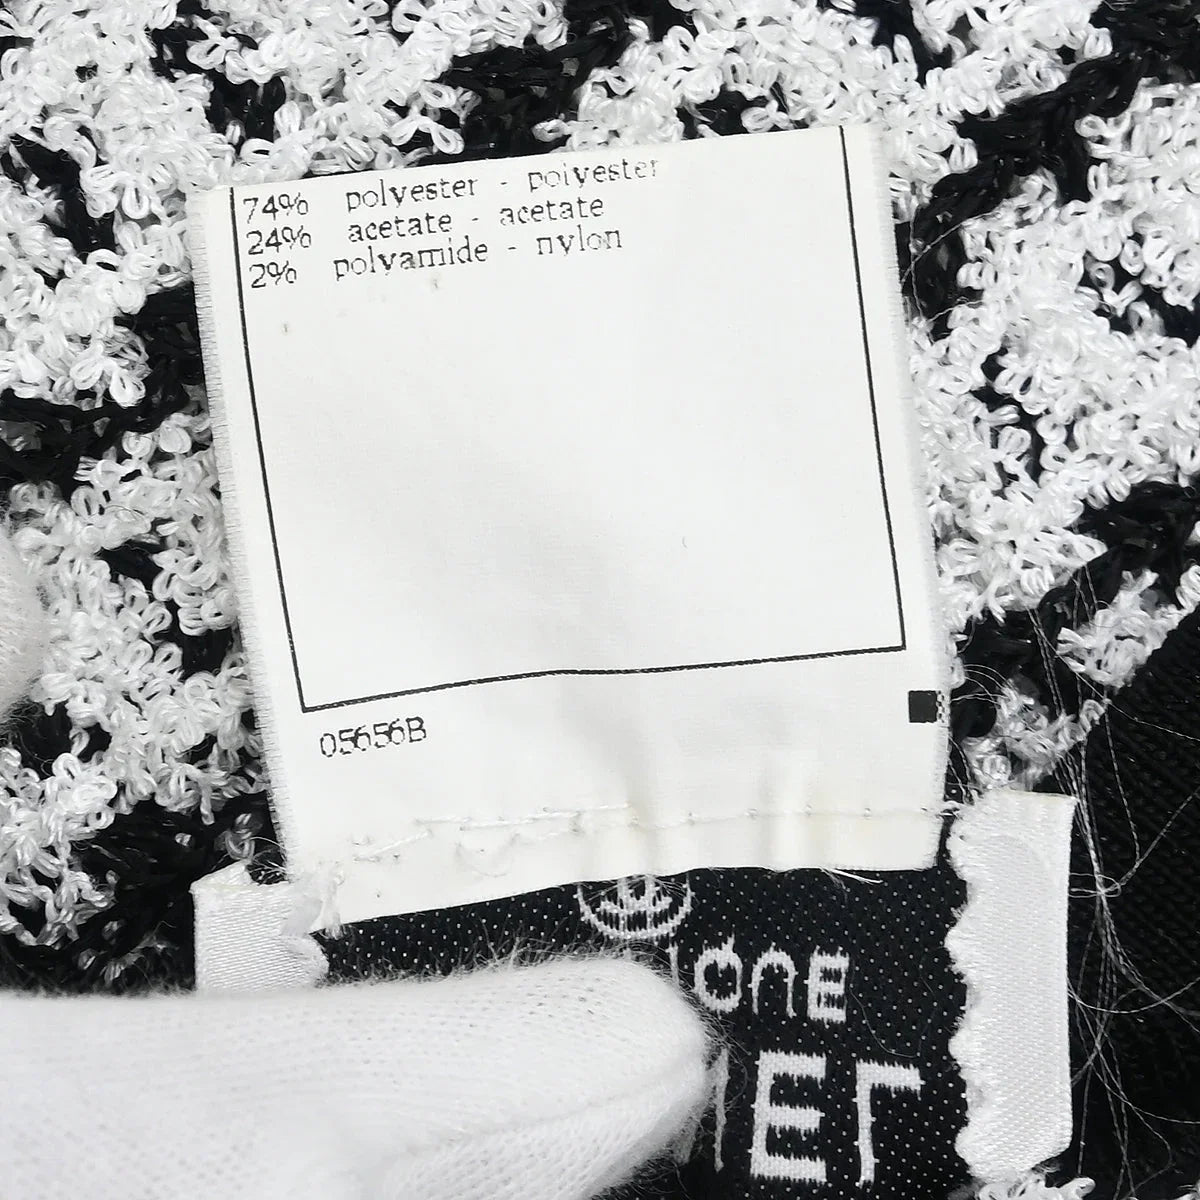 74% polyester - polyester
24% acetate - acetate
2% polyamide - nylon
05656B